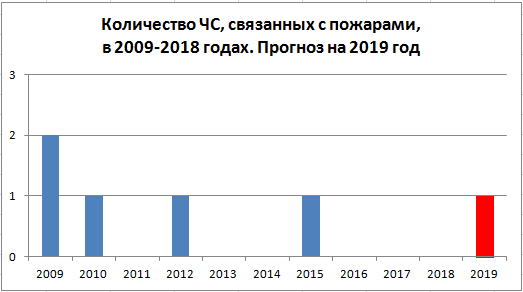 Количество ЧС, связанных с пожарами,
в 2009-2018 годах. Прогноз на 2019 год
3
2
1
0
2009 2010 2011 2012 2013 2014 2015 2016 2017 2018 2019